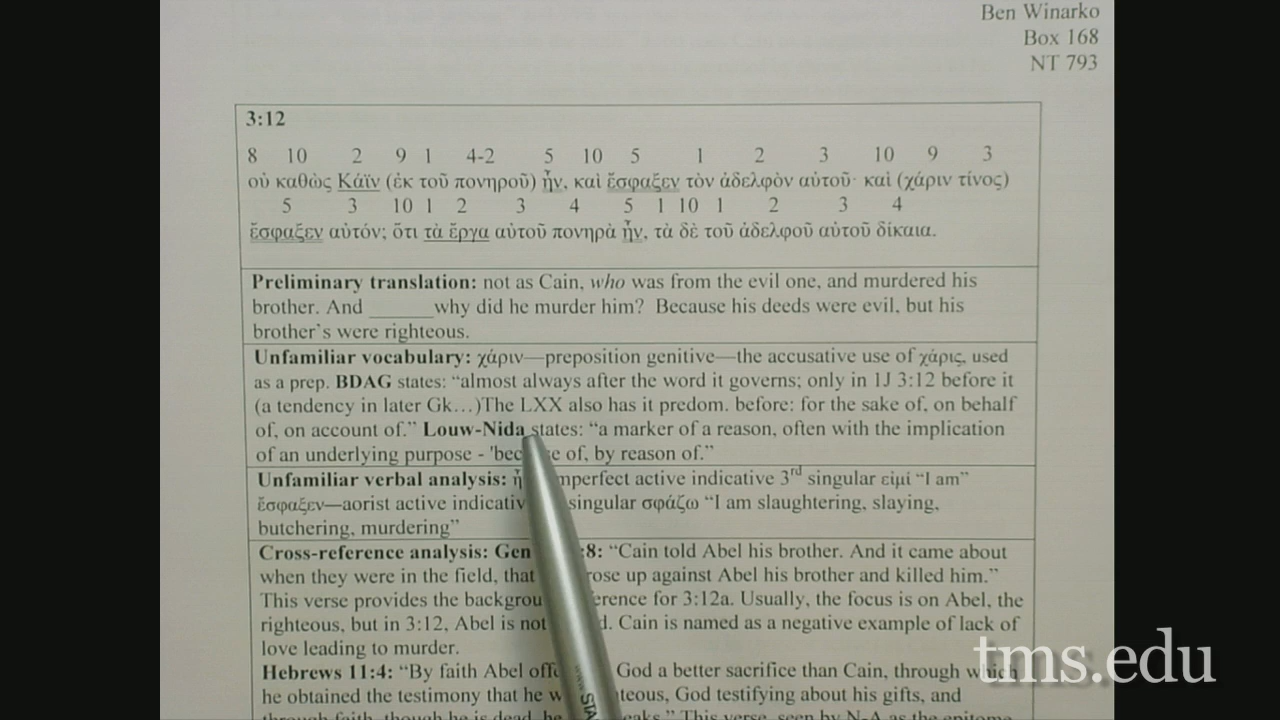 Ben Winarko
Box 168
NT 793
3:12
8 10 2 9 1 4-2 5 10 5 1 2 3 10 9 3
οὐ καθὼς Κάϊν (ἐκ τοῦ πονηροῦ) ἦν, καὶ ἔσφαξεν τὸν ἀδελφὸν αὐτοῦ· καὶ (χάριν τίνος)
5 3 10 1 2 3 4 5 1 10 1 2 3 4
ἔσφαξεν αὐτόν; ὅτι τὰ ἔργα αὐτοῦ πονηρὰ ἦν, τὰ δὲ τοῦ ἀδελφοῦ αὐτοῦ δίκαια.
Preliminary translation: not as Cain, who was from the evil one, and murdered his
brother. And ______why did he murder him? Because his deeds were evil, but his
brother's were righteous.
Unfamiliar vocabulary: χάριν—preposition genitive—the accusative use of χάρις, used
as a prep. BDAG states: "almost always after the word it governs; only in 1J 3:12 before it
(a tendency in later Gk…)The LXX also has it predom. before: for the sake of, on behalf
of, on account of." Louw-Nida states: "a marker of a reason, often with the implication
of an underlying purpose - 'of, by reason of."
Unfamiliar verbal analysis: active indicative 3rd singular εἰμί "I am"
ἔσφαξεν—aorist active singular σφάζω "I am slaughtering, slaying,
butchering, murdering"
Cross-reference analysis: :8: "Cain told Abel his brother. And it came about
when they were in the field, that up against Abel his brother and killed him."
This verse provides the for 3:12a. Usually, the focus is on Abel, the
righteous, but in 3:12, Abel is not Cain is named as a negative example of lack of
love leading to murder.
Hebrews 11:4: "By faith Abel God a better sacrifice than Cain, through which
he obtained the testimony that he God testifying about his gifts, and
through faith, though he is dead, he This verse, seen by N-A as the epitome
www.STA
tms.edu